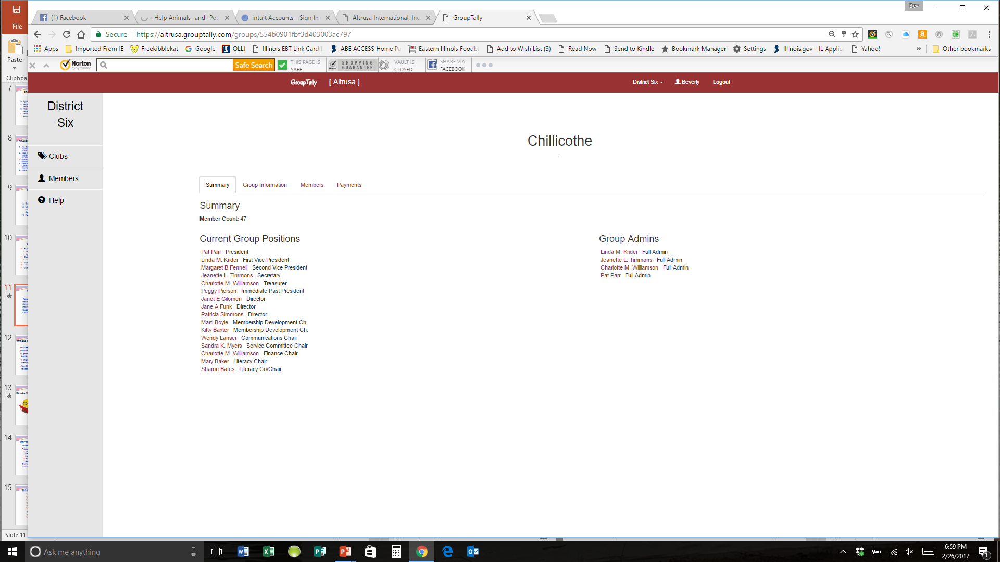 Bev
File
Paste
Clipboa
(1) Facebook
-Help Animals- and -Pet
Intuit Accounts - Sign In
Altrusa International, Inc.
GroupTally
Secure
https://altrusa.grouptally.com/groups/554b0901fbf3d403003ac797
Apps
Imported From IE
Freekibblekat
Google
OLLI
Illinois EBT Link Card
ABE ACCESS Home Pa
Eastern Illinois Foodb
Add to Wish List (3)
Read Now
Send to Kindle
Bookmark Manager
Settings
Illinois.gov - IL Applic
Yahoo!
»
Other bookmarks
Norton
by Symantec
Safe Search
THIS PAGE IS
SAFE
Norton
SHOPPING
GUARANTEE
VAULT IS
CLOSED
SHARE VIA
FACEBOOK
GroupTally
[ Altrusa ]
District Six
Beverly
Logout
District
Six
Clubs
Members
Help
Chillicothe
-
Summary
Group Information
Members
Payments
Summary
Member Count: 47
Current Group Positions
Pat Parr President
Linda M. Krider First Vice President
Margaret B Fennell Second Vice President
Jeanette L. Timmons Secretary
Charlotte M. Williamson Treasurer
Peggy Pierson Immediate Past President
Janet E Gilomen Director
Jane A Funk Director
Patricia Simmons Director
Marti Boyle Membership Development Ch.
Kitty Baxter Membership Development Ch.
Wendy Lanser Communications Chair
Sandra K. Myers Service Committee Chair
Charlotte M. Williamson Finance Chair
Mary Baker Literacy Chair
Sharon Bates Literacy Co/Chair
Group Admins
Linda M. Krider Full Admin
Jeanette L. Timmons Full Admin
Charlotte M. Williamson Full Admin
Pat Parr Full Admin
7
8
9
10
11
12
13
14
15
Slide 11
Ask me anything
6:59 PM
2/26/2017
1